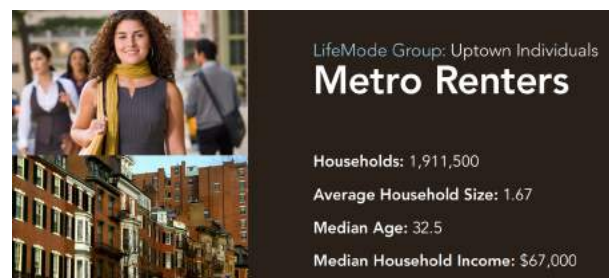 LifeMode Group: Uptown Individuals
Metro Renters
Households: 1,911,500
Average Household Size: 1.67
Median Age: 32.5
Median Household Income: $67,000